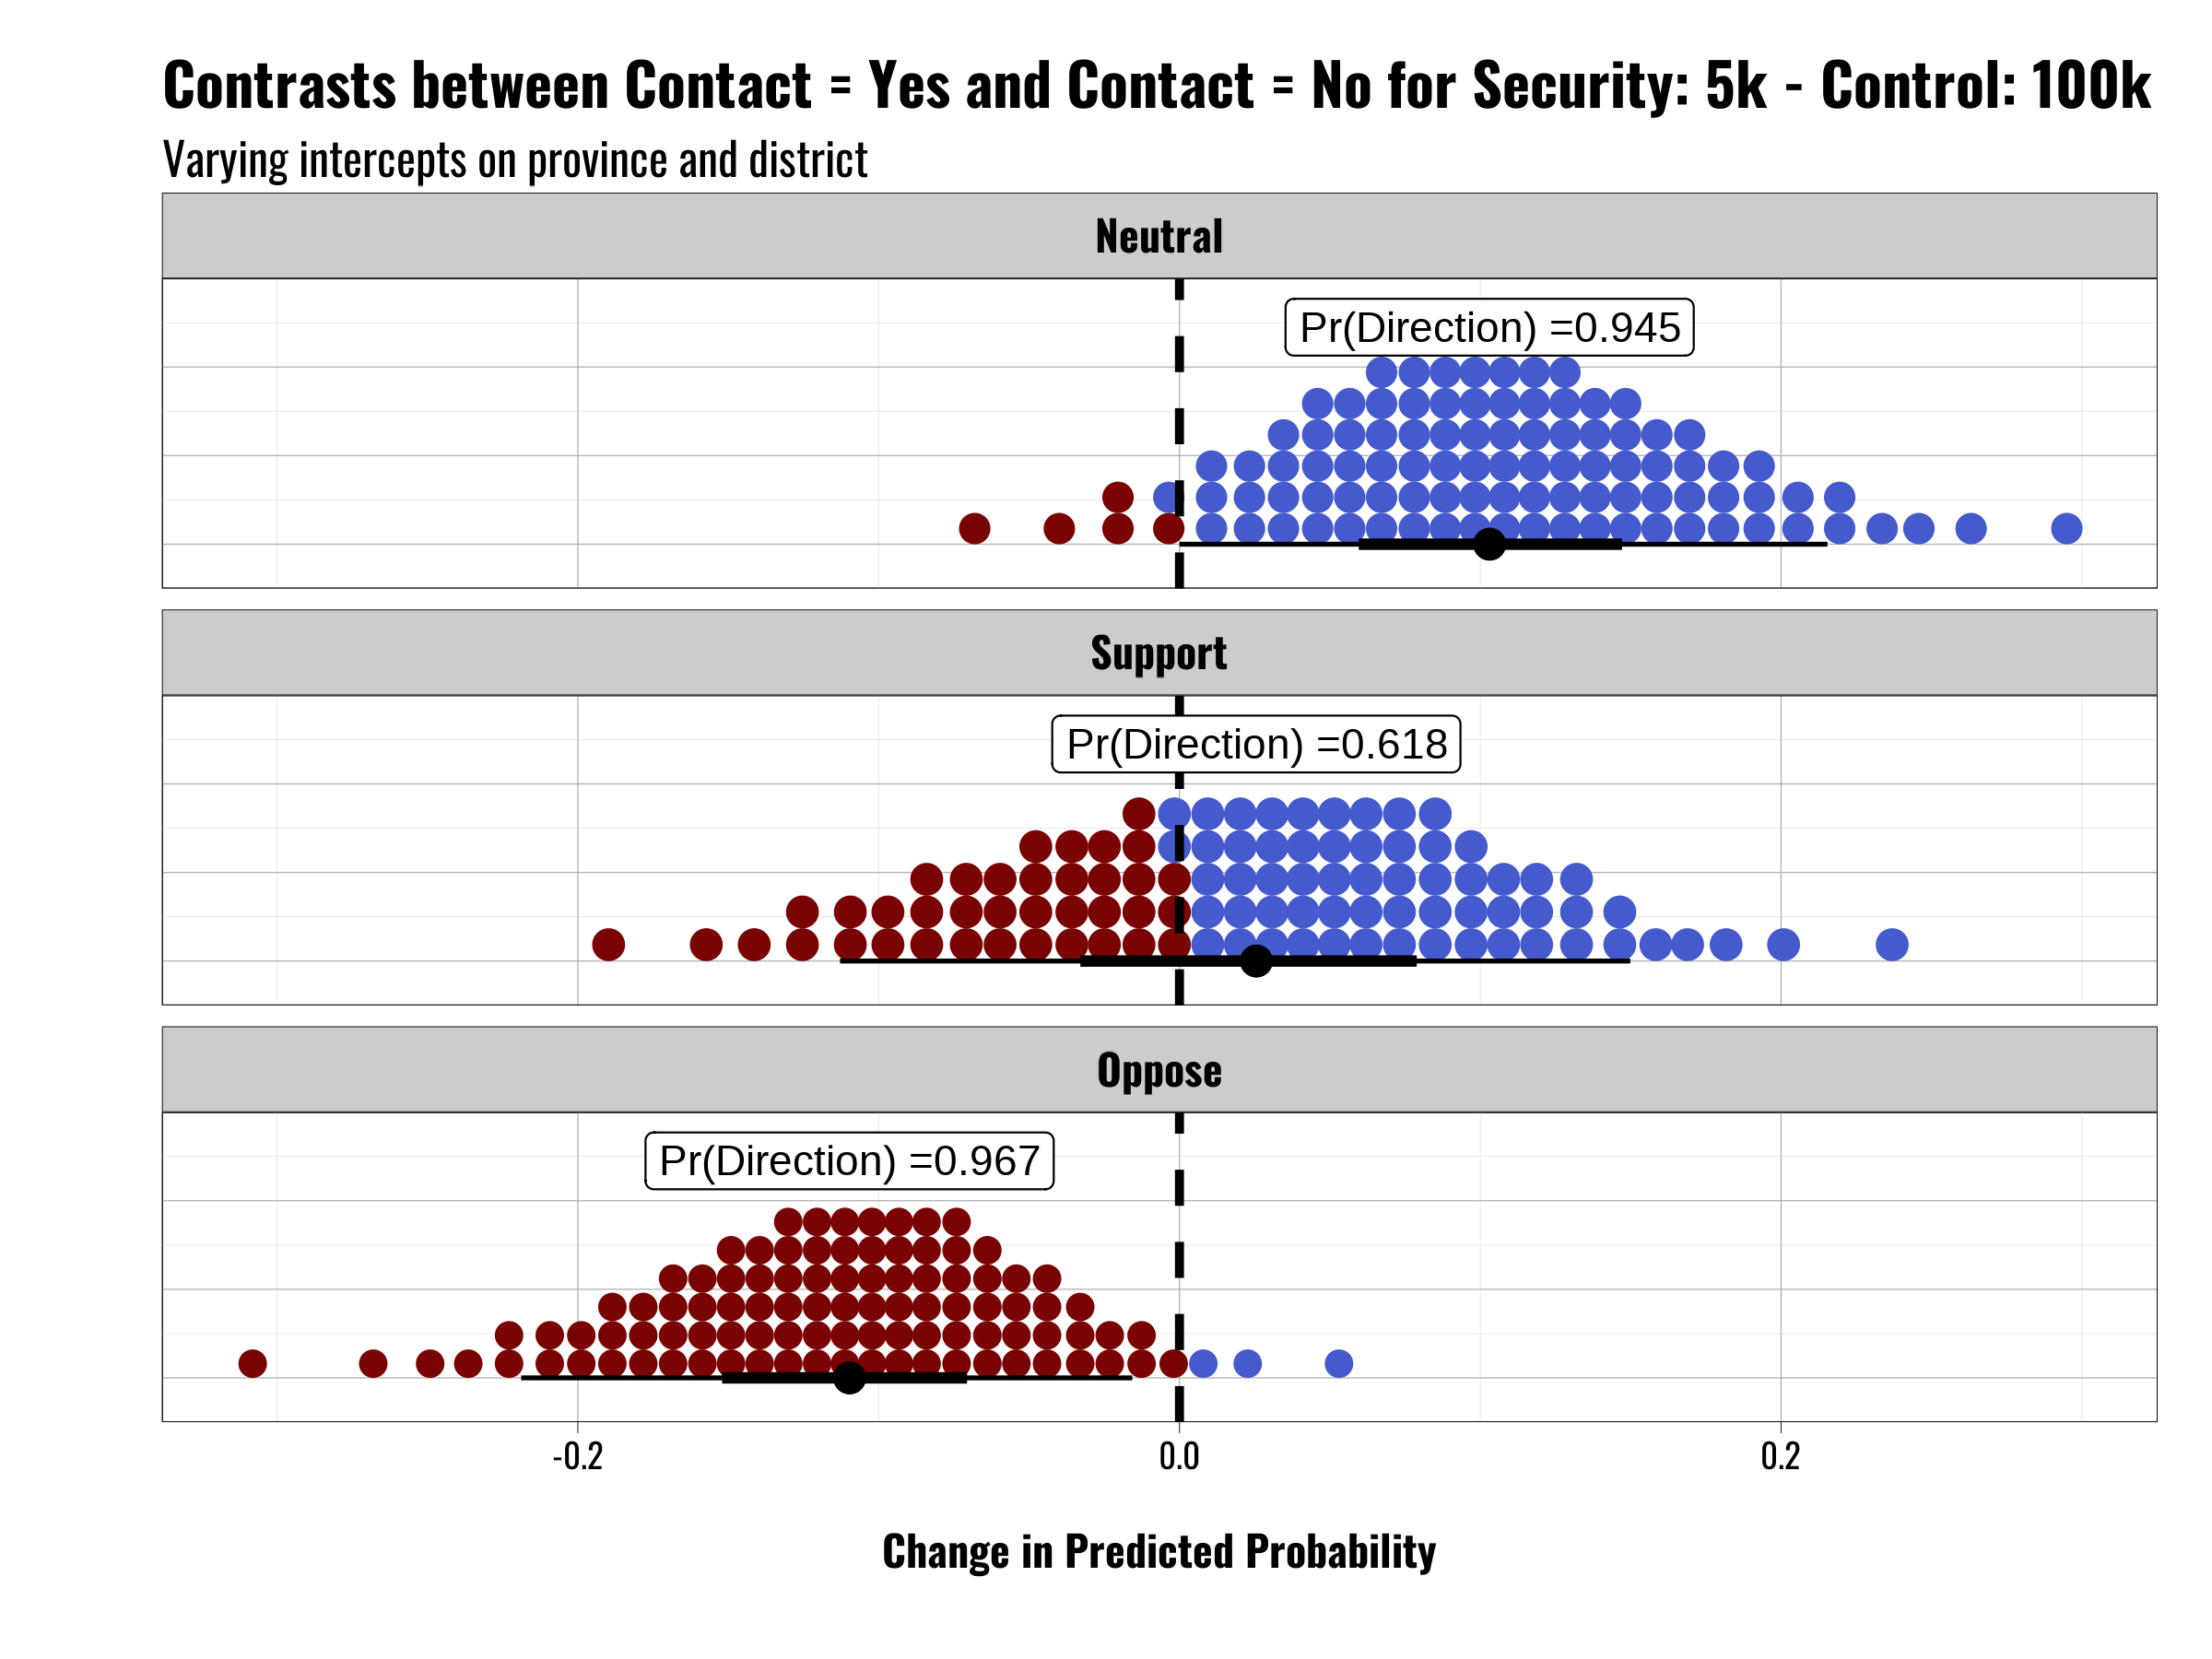 Contrasts between Contact = Yes and Contact = No for Security: 5k - Control: 100k
Varying intercepts on province and district
Neutral
Pr(Direction) =0.945
Support
Pr(Direction) =0.618
Oppose
Pr(Direction) =0.967
-0.2 0.0 0.2
Change in Predicted Probability